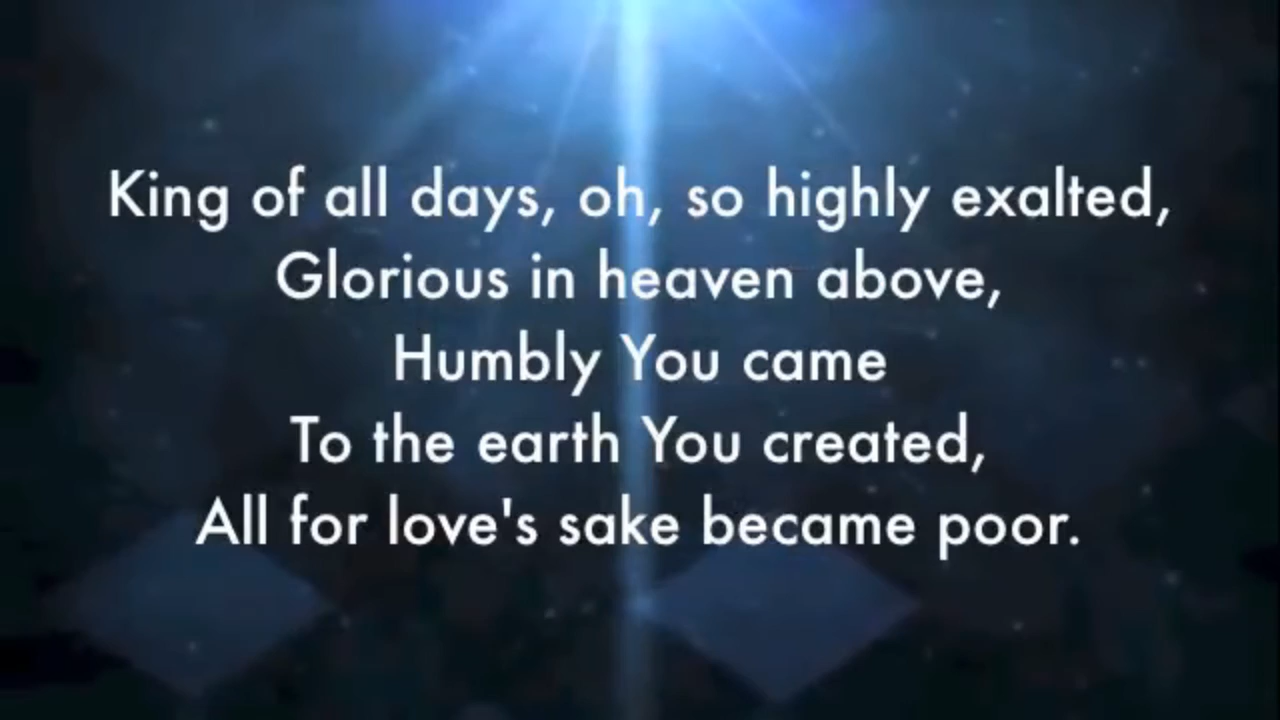 King of all days, oh, so highly exalted,
Glorious in heaven above,
Humbly You came
To the earth You created,
All for love's sake became poor.